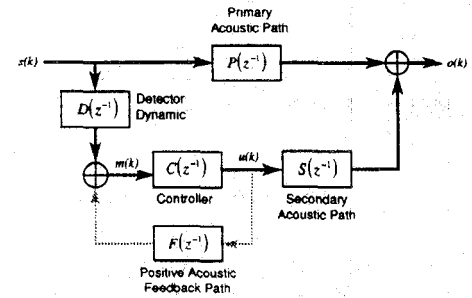 Primary
Acoustic Path
s(k)
P(z⁻¹)
o(k)
D(z⁻¹)
Detector
Dynamic
m(k)
C(z⁻¹)
u(k)
S(z⁻¹)
Controller
Secondary
Acoustic Path
F(z⁻¹)
Positive Acoustic
Feedback Path